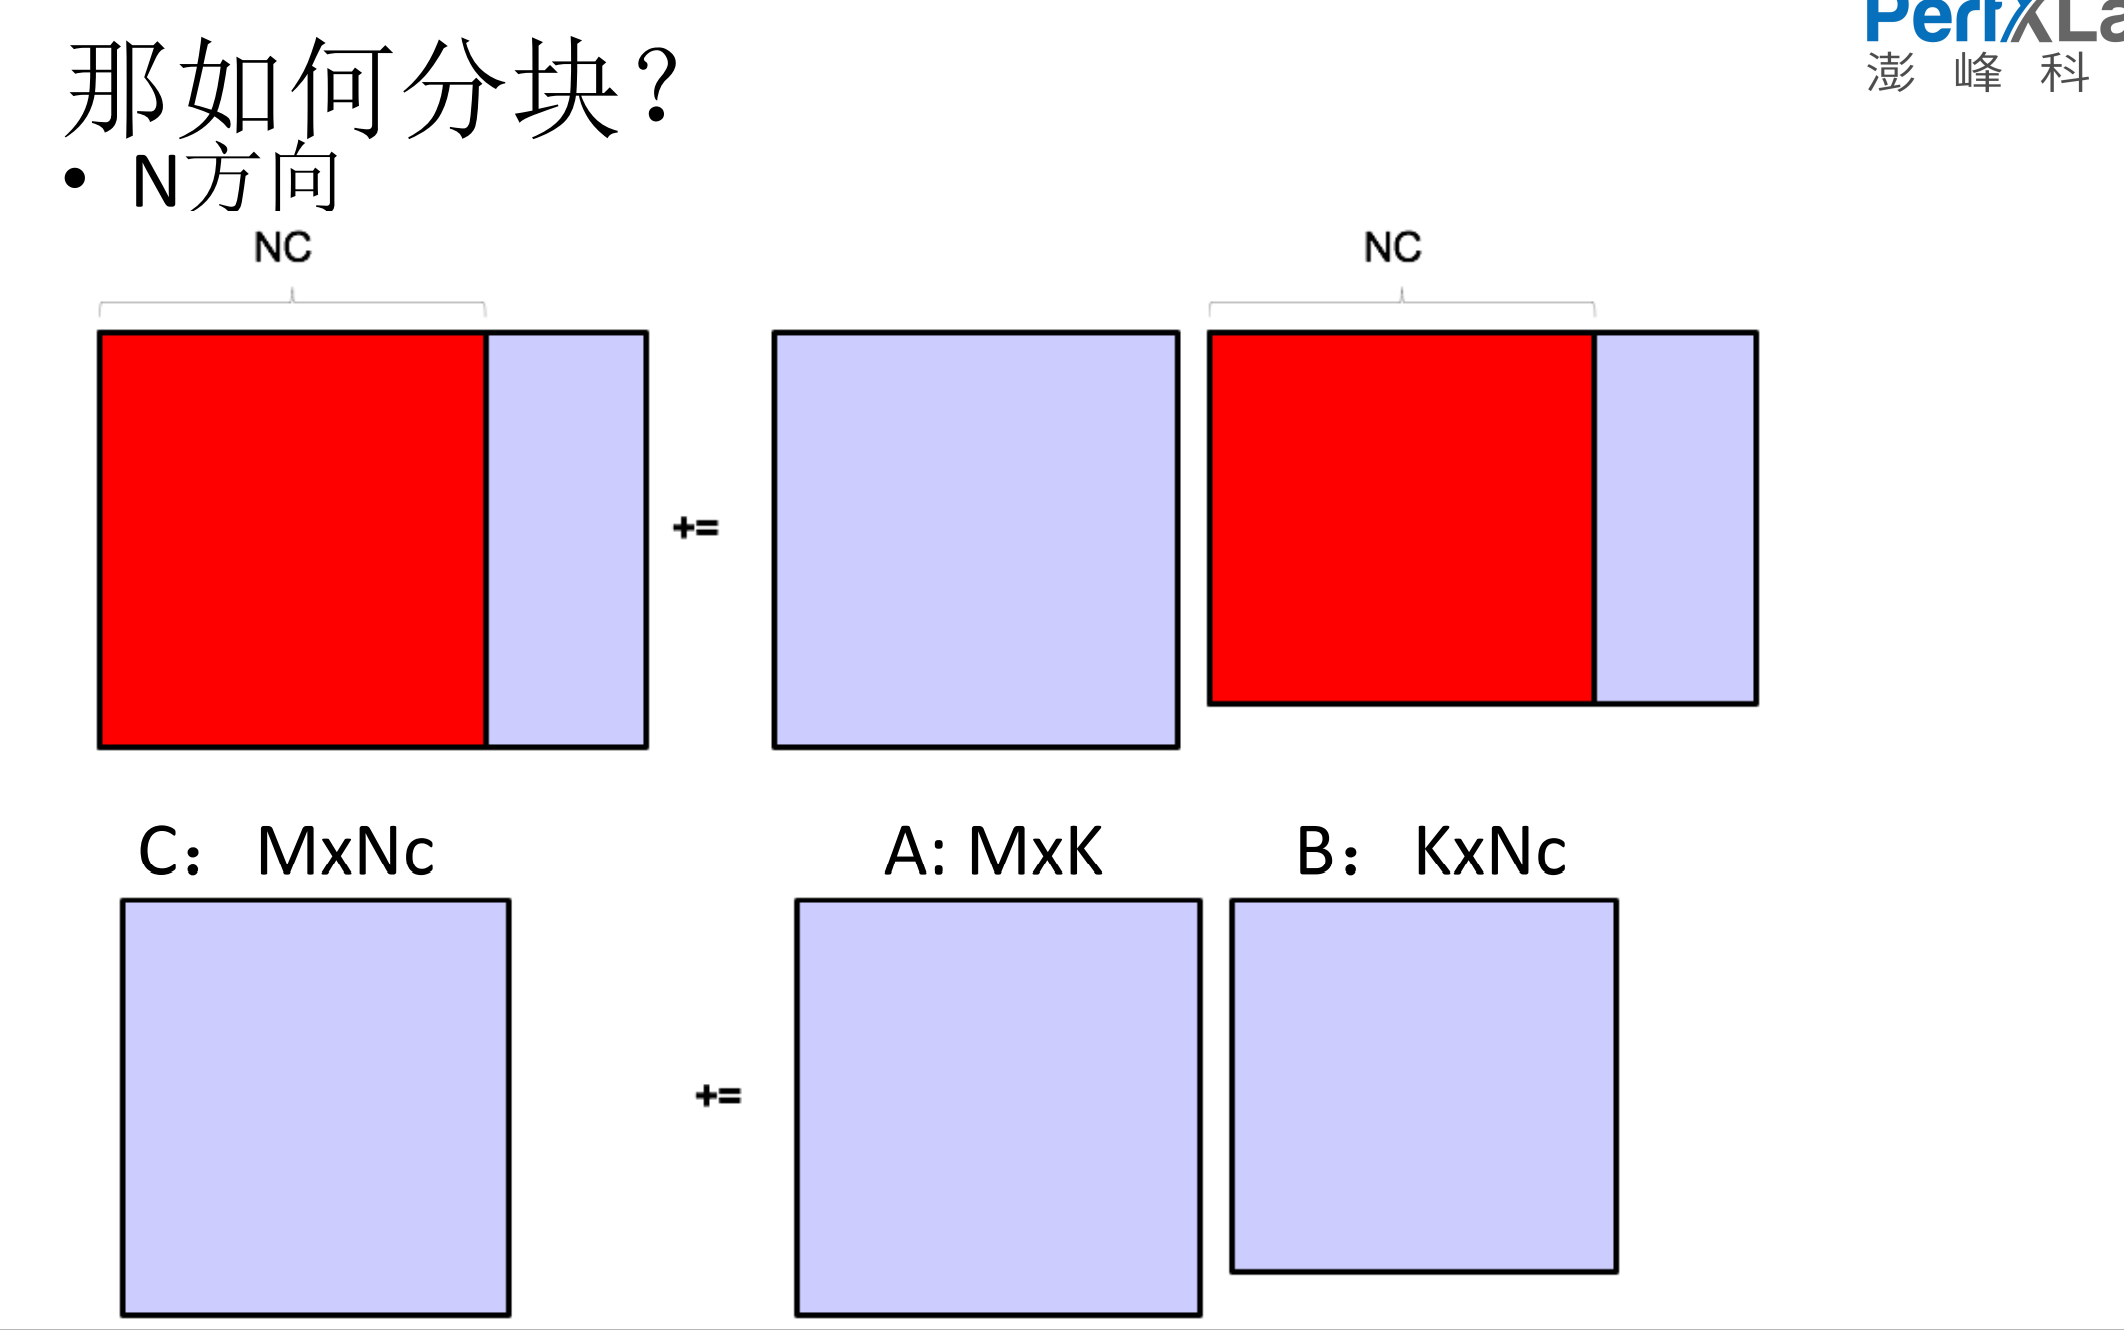 那如何分块？
PerfXLa
澎 峰 科
• N方向
NC NC
+=
C： MxNc A: MxK B： KxNc
+=